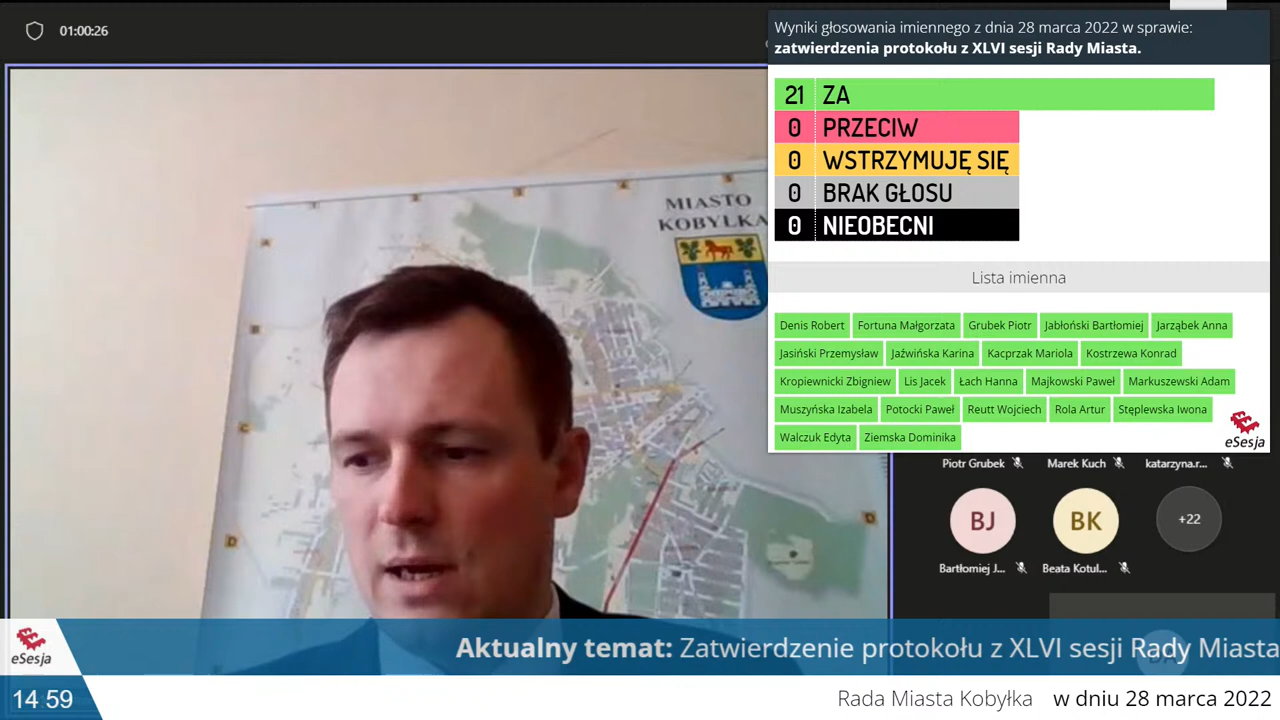 01:00:26
Wyniki głosowania imiennego z dnia 28 marca 2022 w sprawie:
zatwierdzenia protokołu z XLVI sesji Rady Miasta.
21 ZA
0 PRZECIW
0 WSTRZYMUJĘ SIĘ
0 BRAK GŁOSU
0 NIEOBECNI
Lista imienna
Denis Robert Fortuna Małgorzata Grubek Piotr Jabłoński Bartłomiej Jarząbek Anna
Jasiński Przemysław Jaźwińska Karina Kacprzak Mariola Kostrzewa Konrad
Kropiewnicki Zbigniew Lis Jacek Łach Hanna Majkowski Paweł Markuszewski Adam
Muszyńska Izabela Potocki Paweł Reutt Wojciech Rola Artur Stęplewska Iwona
Walczuk Edyta Ziemska Dominika
eSesja
MIASTO
KOBYŁKA
Piotr Grubek Marek Kuch katarzyna.r...
BJ BK +22
Bartłomiej J... Beata Kotul...
eSesja
Aktualny temat: Zatwierdzenie protokołu z XLVI sesji Rady Miasta
14:59
Rada Miasta Kobyłka w dniu 28 marca 2022